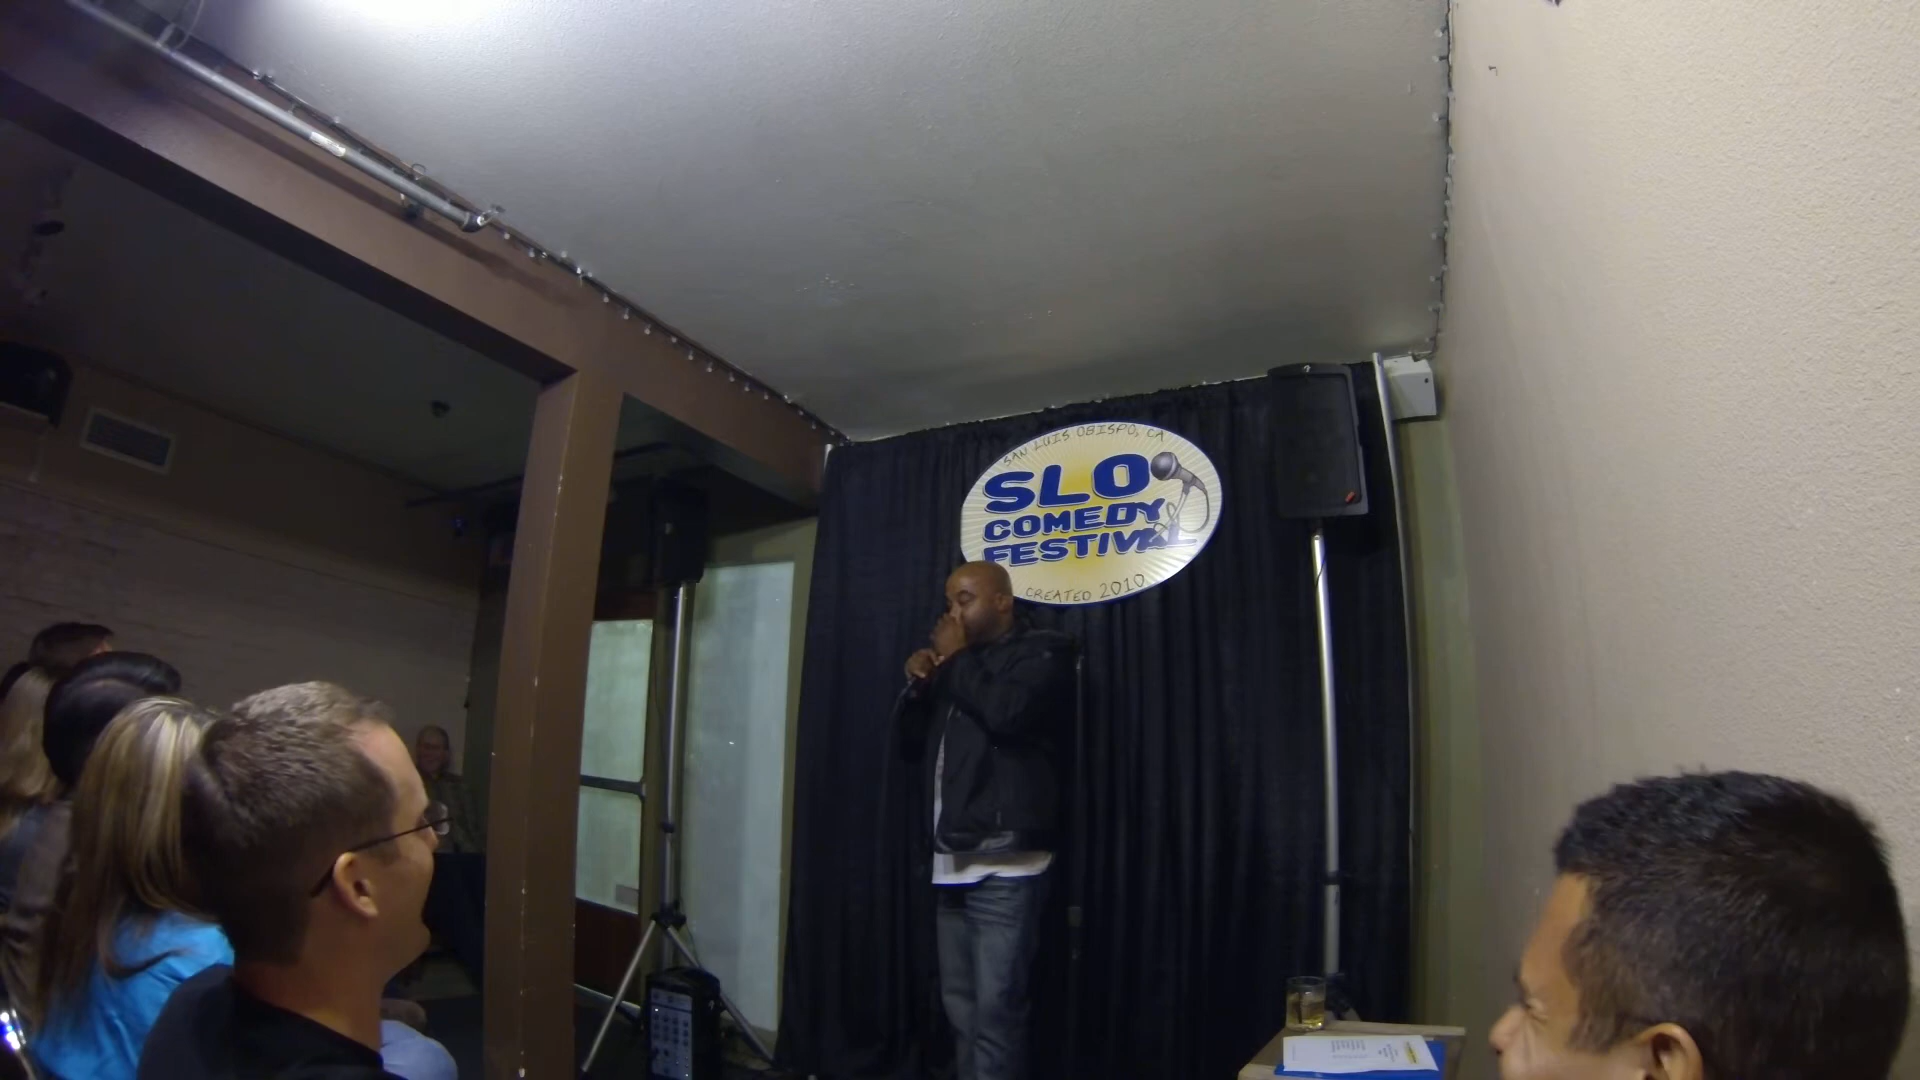 SAN LUIS OBISPO, CA
SLO
COMEDY
FESTIVAL
CREATED 2010